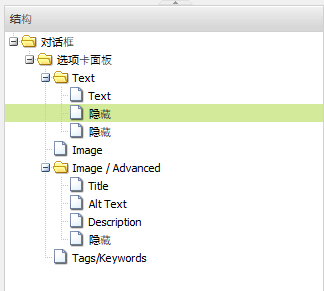 结构
对话框
选项卡面板
Text
Text
隐藏
隐藏
Image
Image / Advanced
Title
Alt Text
Description
隐藏
Tags/Keywords